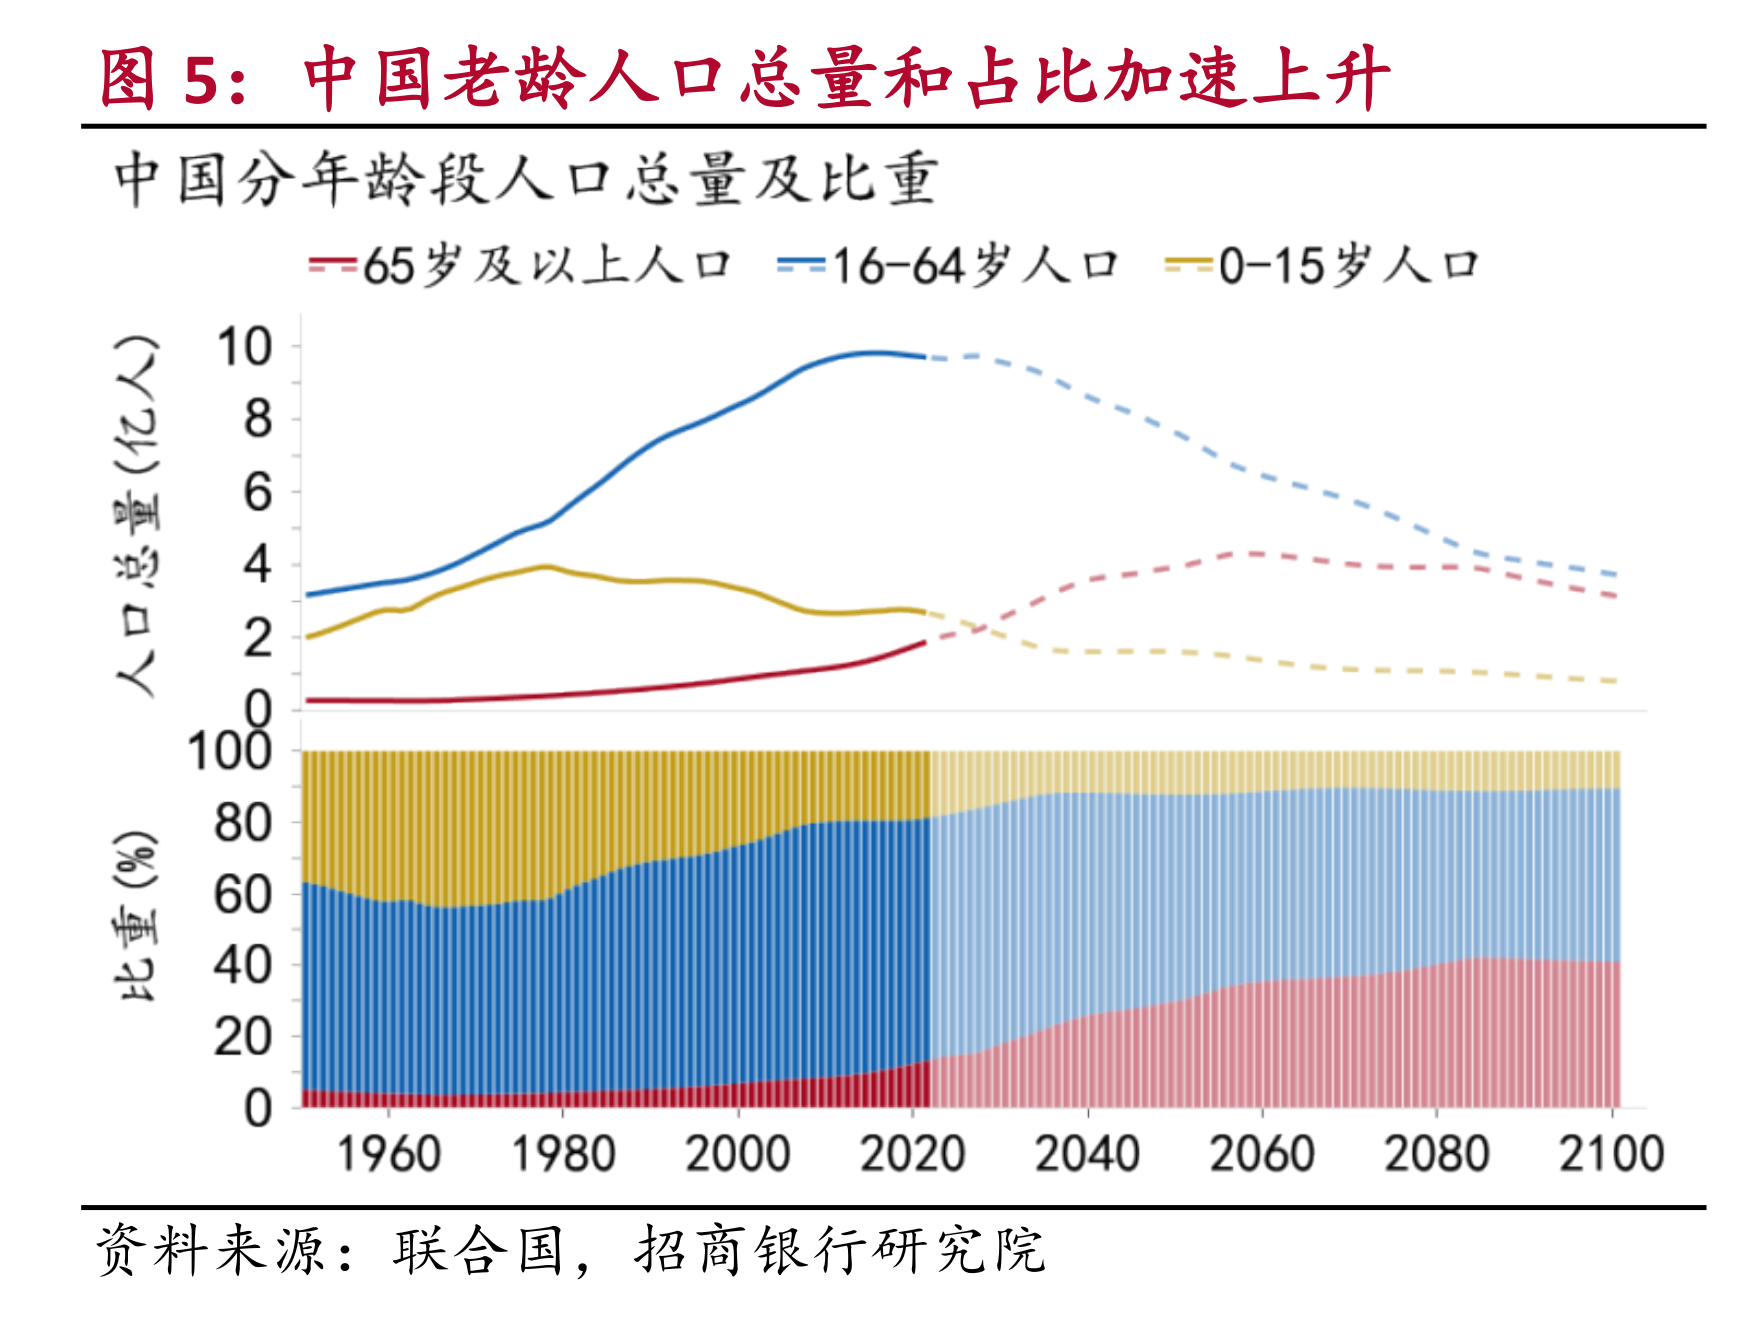 图 5：中国老龄人口总量和占比加速上升
中国分年龄段人口总量及比重
65岁及以上人口 16-64岁人口 0-15岁人口
人口总量(亿人)
10
8
6
4
2
0
比重(%)
100
80
60
40
20
0
1960 1980 2000 2020 2040 2060 2080 2100
资料来源：联合国，招商银行研究院